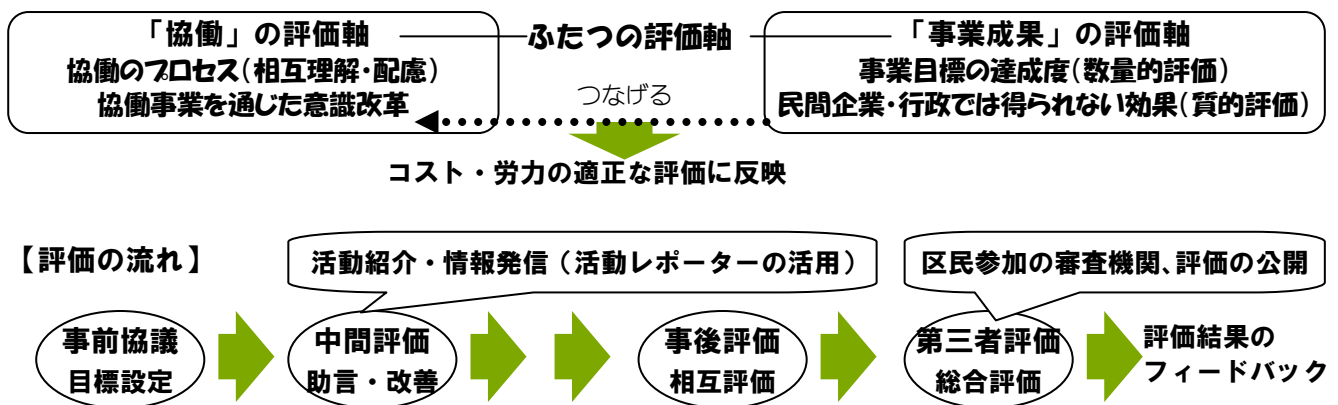 「協働」の評価軸
協働のプロセス(相互理解・配慮)
協働事業を通じた意識改革
ふたつの評価軸
つなげる
「事業成果」の評価軸
事業目標の達成度(数量的評価)
民間企業・行政では得られない効果(質的評価)
コスト・労力の適正な評価に反映
【評価の流れ】
活動紹介・情報発信(活動レポーターの活用)
区民参加の審査機関、評価の公開
事前協議
目標設定
中間評価
助言・改善
事後評価
相互評価
第三者評価
総合評価
評価結果の
フィードバック